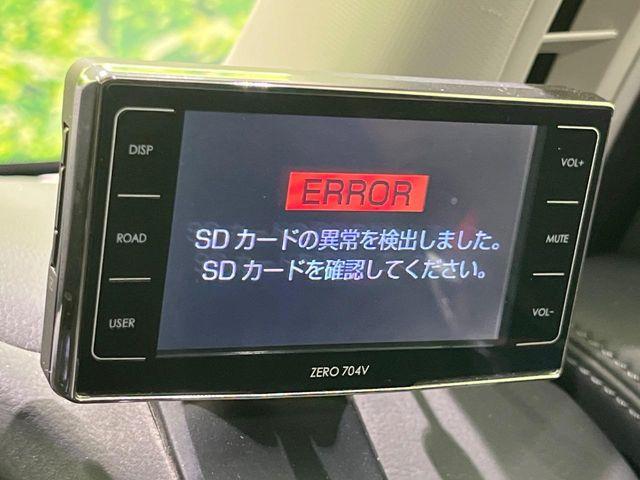 DISP
ROAD
USER
ERROR
SDカードの異常を検出しました。
SDカードを確認してください。
VOL+
MUTE
VOL-
ZERO 704V